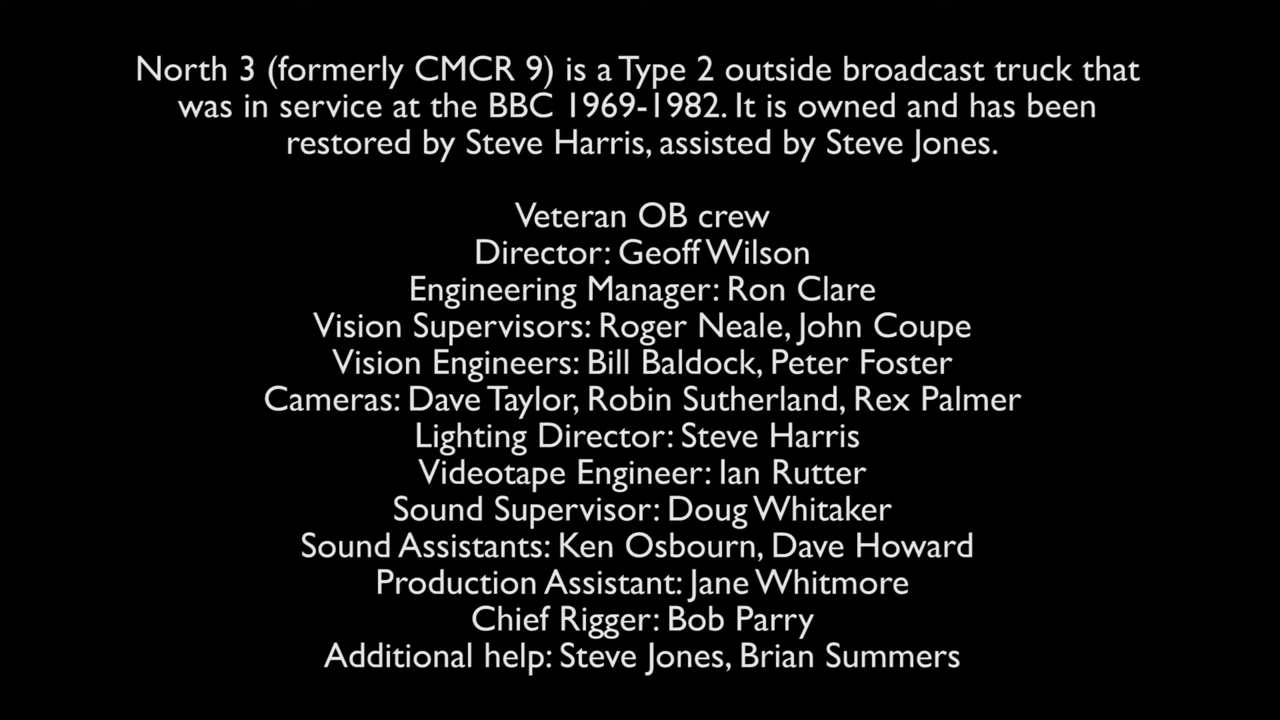 North 3 (formerly CMCR 9) is a Type 2 outside broadcast truck that
was in service at the BBC 1969-1982. It is owned and has been
restored by Steve Harris, assisted by Steve Jones.
Veteran OB crew
Director: Geoff Wilson
Engineering Manager: Ron Clare
Vision Supervisors: Roger Neale, John Coupe
Vision Engineers: Bill Baldock, Peter Foster
Cameras: Dave Taylor, Robin Sutherland, Rex Palmer
Lighting Director: Steve Harris
Videotape Engineer: Ian Rutter
Sound Supervisor: Doug Whitaker
Sound Assistants: Ken Osbourn, Dave Howard
Production Assistant: Jane Whitmore
Chief Rigger: Bob Parry
Additional help: Steve Jones, Brian Summers